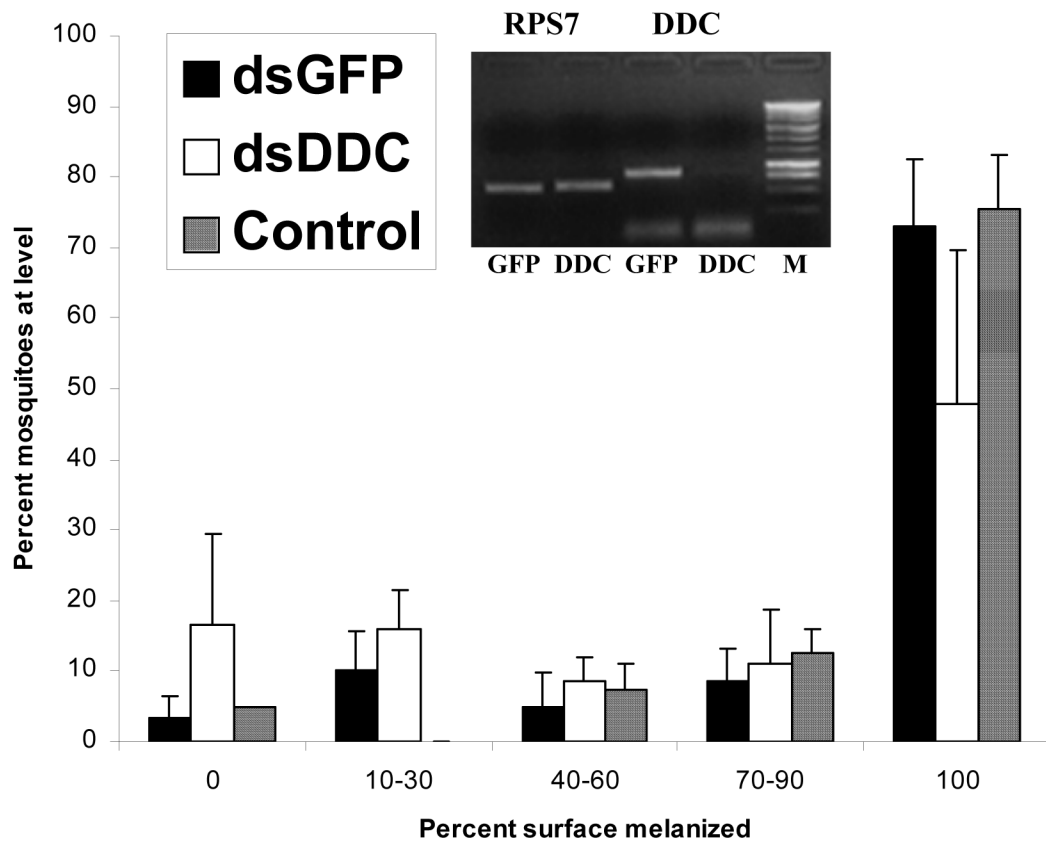 RPS7 DDC
dsGFP
dsDDC
Control
GFP DDC GFP DDC M
100
90
80
70
60
50
40
30
20
10
0
Percent mosquitoes at level
0 10-30 40-60 70-90 100
Percent surface melanized